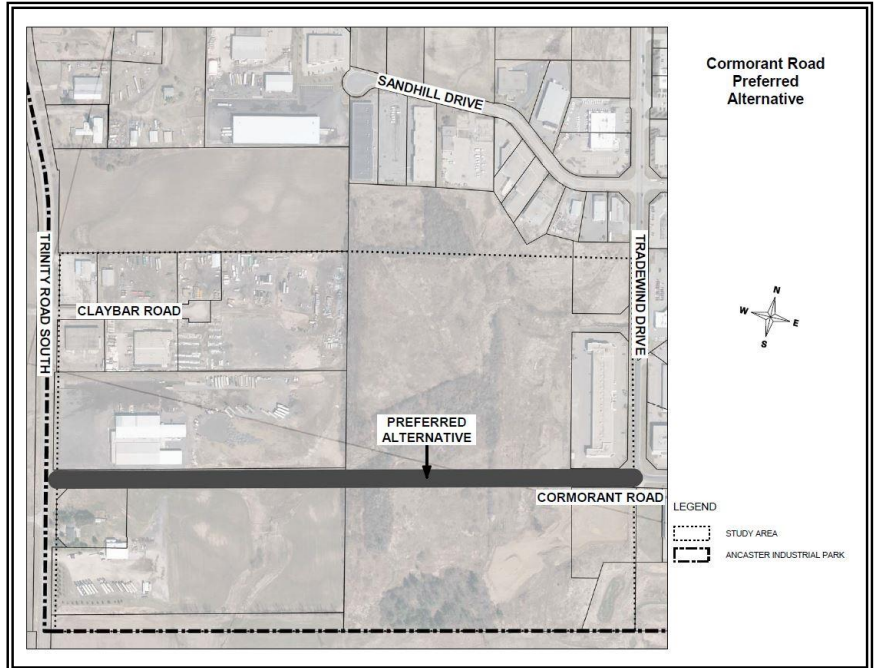 Cormorant Road
Preferred
Alternative
SANDHILL DRIVE
TRINITY ROAD SOUTH
CLAYBAR ROAD
TRADEWIND DRIVE
PREFERRED
ALTERNATIVE
CORMORANT ROAD
N
W
E
S
LEGEND
STUDY AREA
ANCASTER INDUSTRIAL PARK